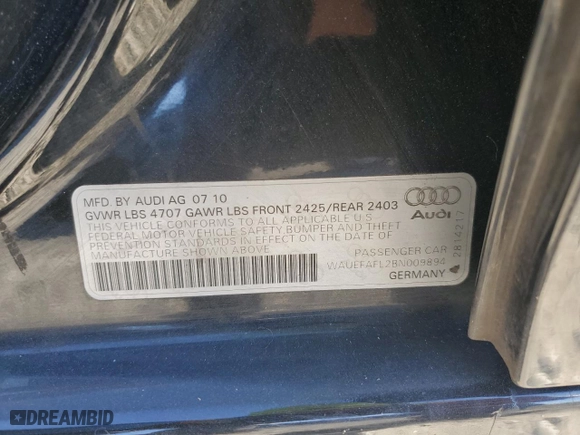 MFD. BY AUDI AG 07 10
GVWR LBS 4707 GAWR LBS FRONT 2425/REAR 2403
THIS VEHICLE CONFORMS TO ALL APPLICABLE U.S.
FEDERAL MOTOR VEHICLE SAFETY, BUMPER AND THEFT
PREVENTION STANDARDS IN EFFECT ON THE DATE OF
MANUFACTURE SHOWN ABOVE
Audi
PASSENGER CAR
WAUEFAFL2BN009894
GERMANY
2814217
DREAMBID